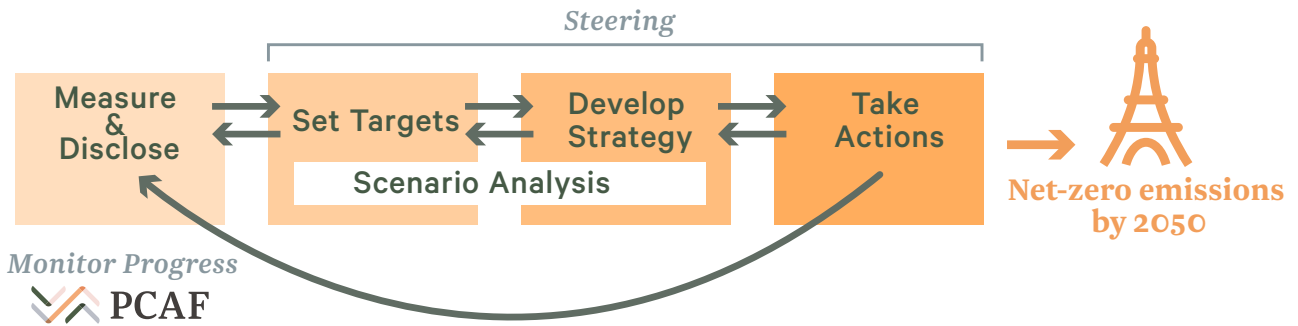 Steering
Measure
&
Disclose
Set Targets
Develop
Strategy
Take
Actions
Scenario Analysis
Net-zero emissions
by 2050
Monitor Progress
PCAF